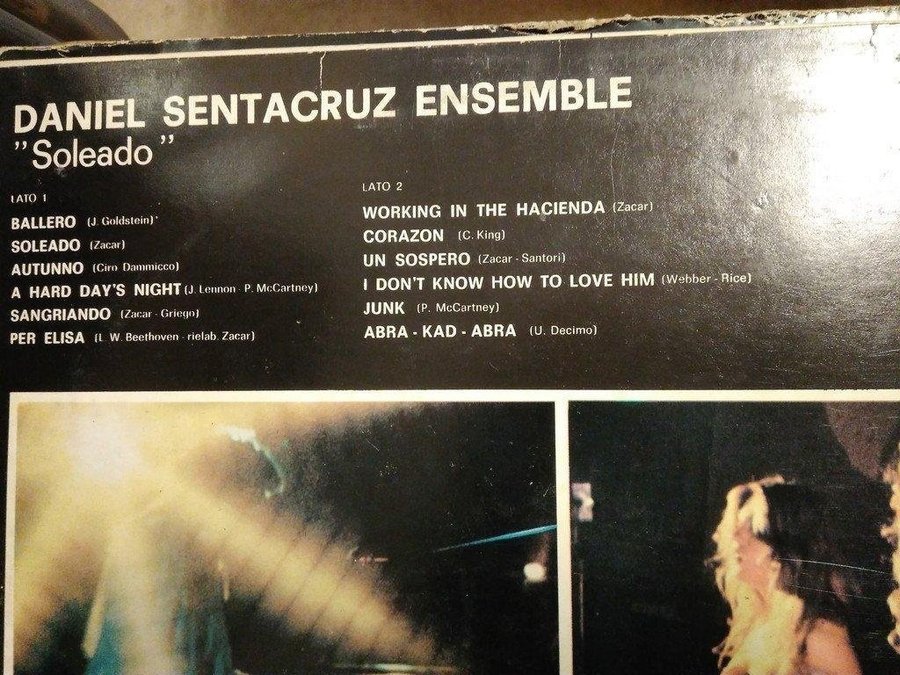 DANIEL SENTACRUZ ENSEMBLE
"Soleado"
LATO 1
BALLERO (J. Goldstein)
SOLEADO (Zacar)
AUTUNNO (Ciro Dammicco)
A HARD DAY'S NIGHT (J. Lennon - P. McCartney)
SANGRIANDO (Zacar - Griego)
PER ELISA (L. W. Beethoven - rielab. Zacar)
LATO 2
WORKING IN THE HACIENDA (Zacar)
CORAZON (C. King)
UN SOSPERO (Zacar - Santori)
I DON'T KNOW HOW TO LOVE HIM (Webber - Rice)
JUNK (P. McCartney)
ABRA - KAD - ABRA (U. Decimo)